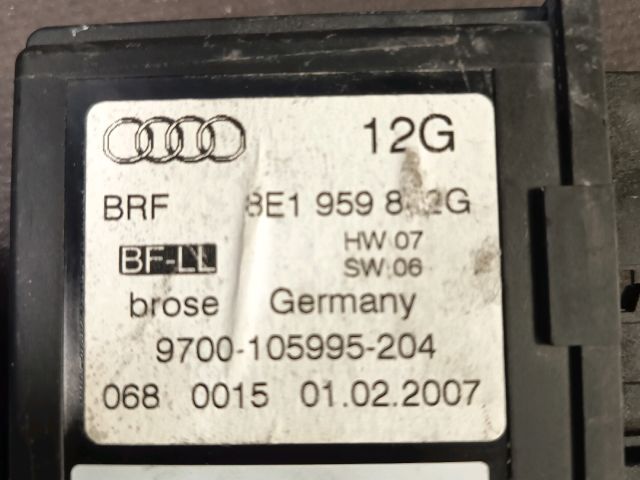 12G
BRF 8E1 959
BF-LL
HW 07
SW 06
brose Germany
9700-105995-204
068 0015 01.02.2007